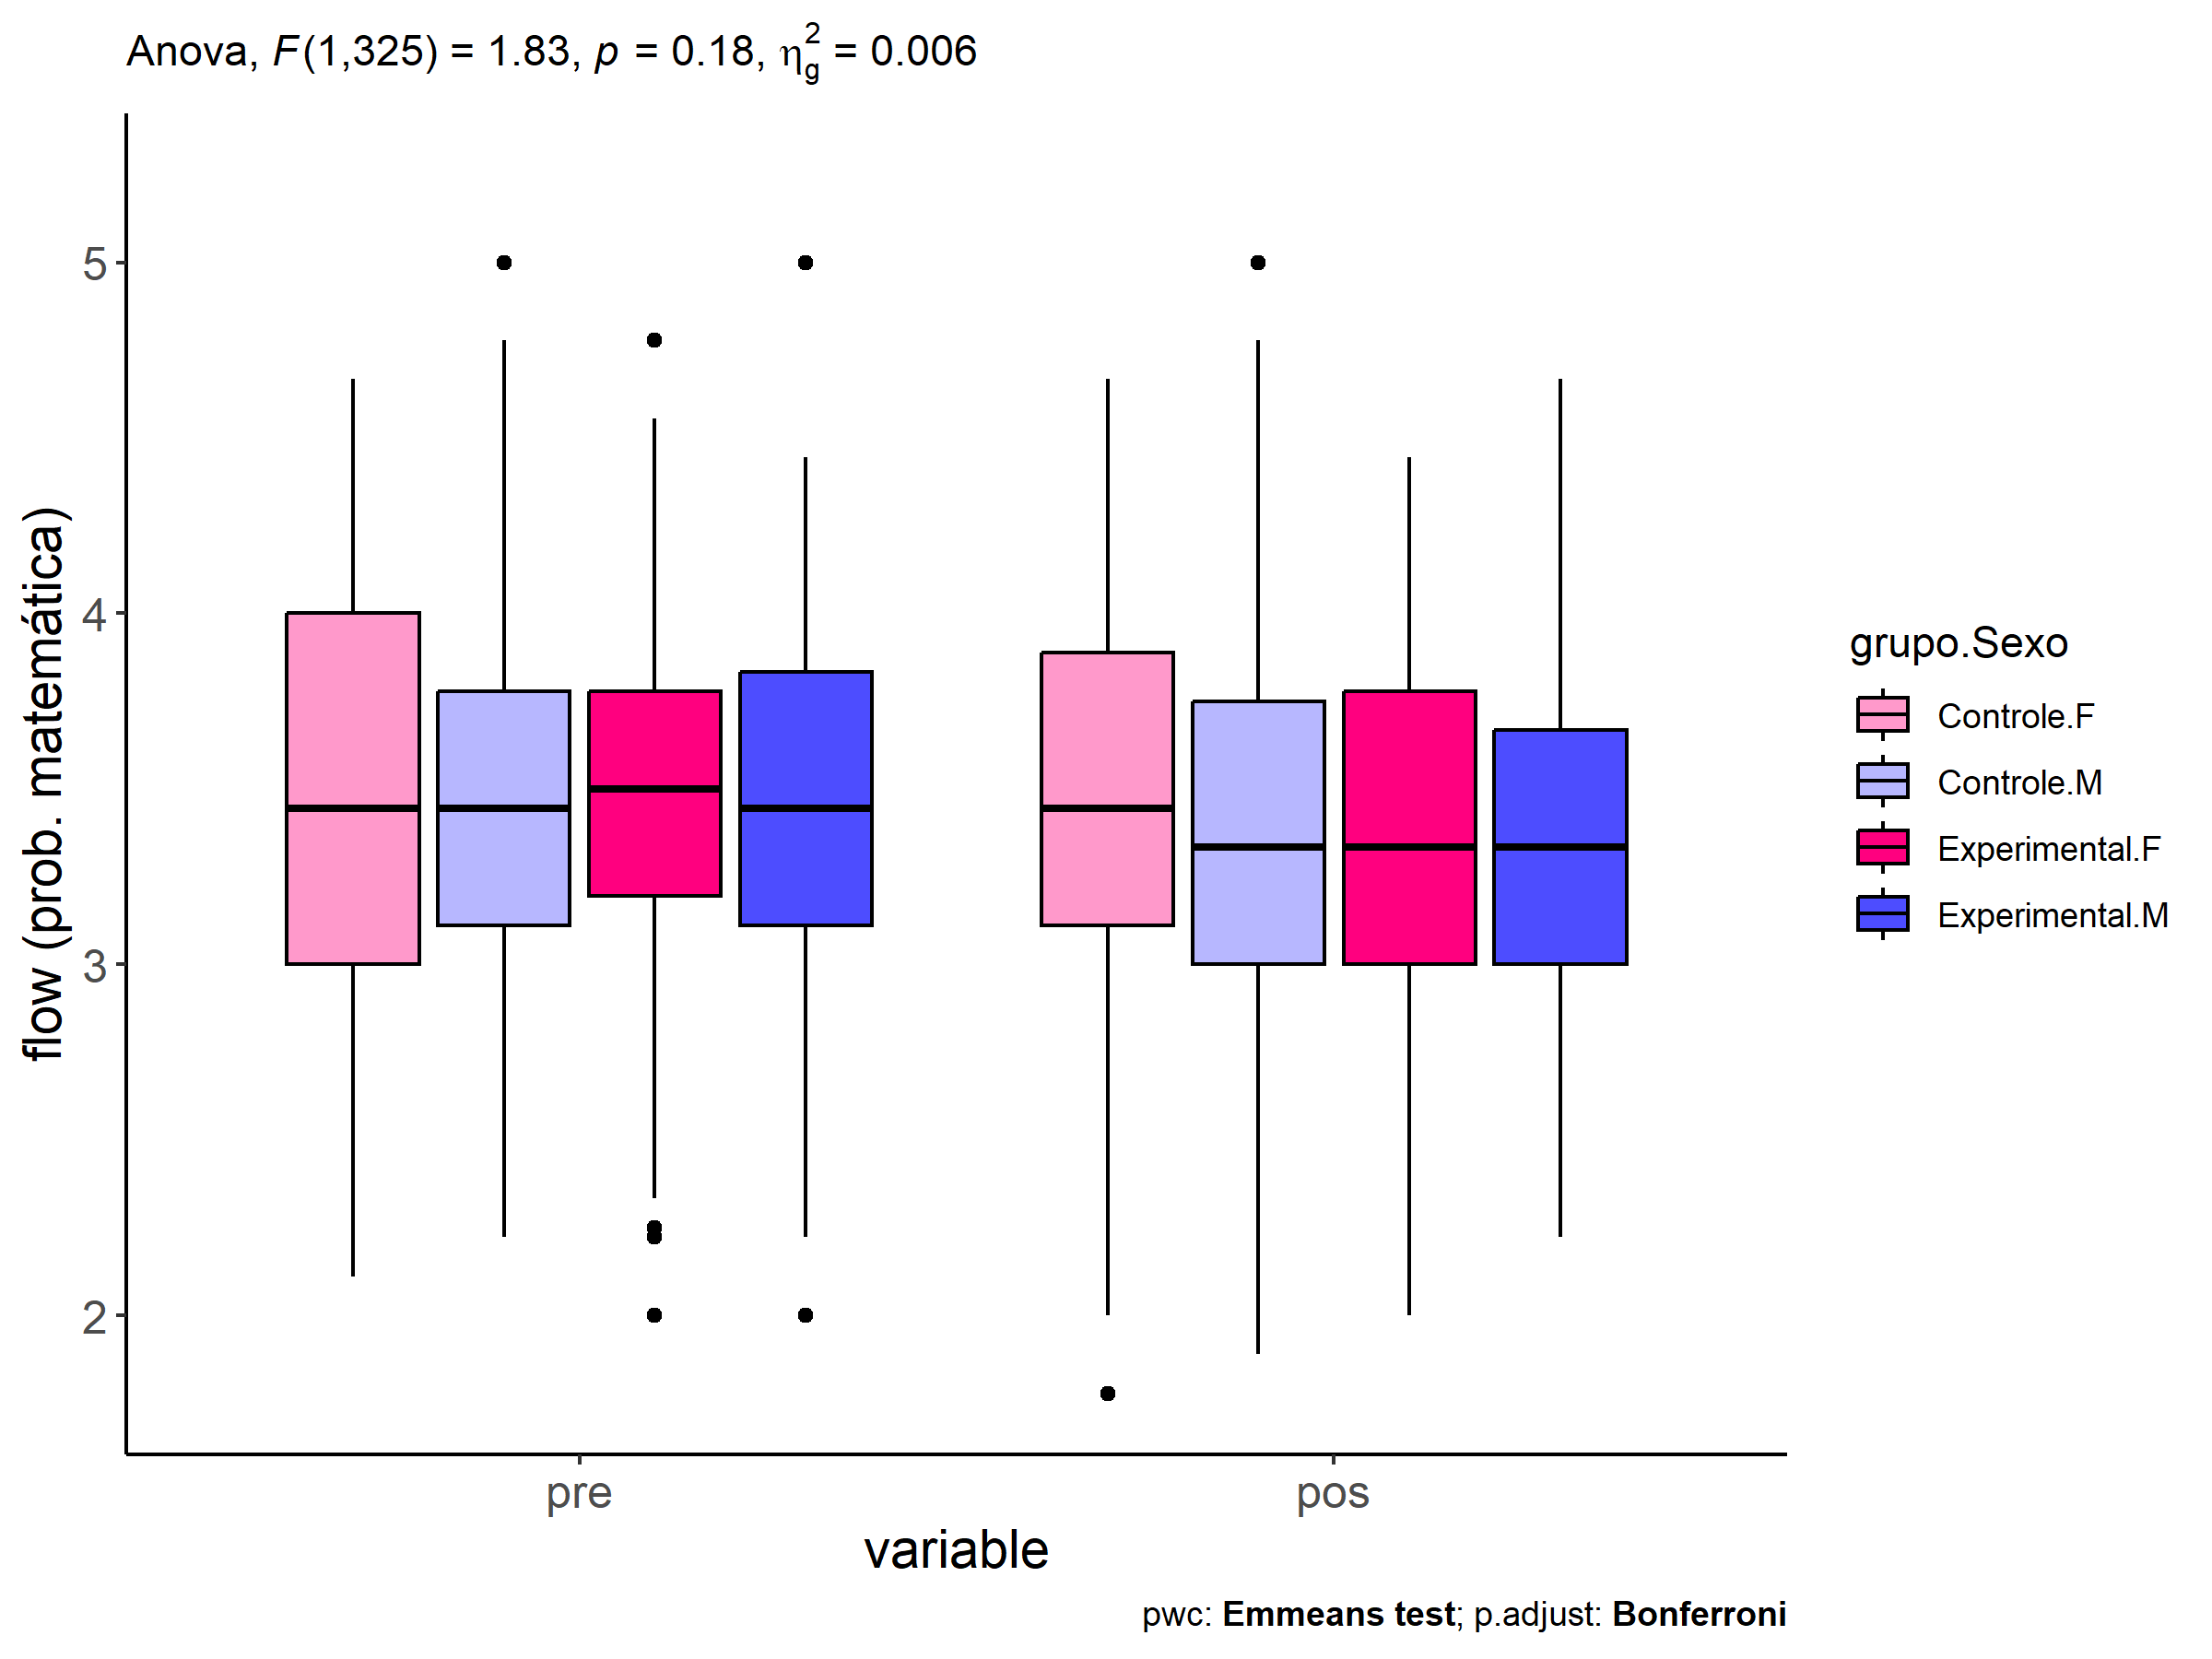 Anova, F(1,325) = 1.83, p = 0.18, η²g = 0.006
flow (prob. matemática)
5
4
3
2
pre
pos
variable
grupo.Sexo
Controle.F
Controle.M
Experimental.F
Experimental.M
pwc: Emmeans test; p.adjust: Bonferroni